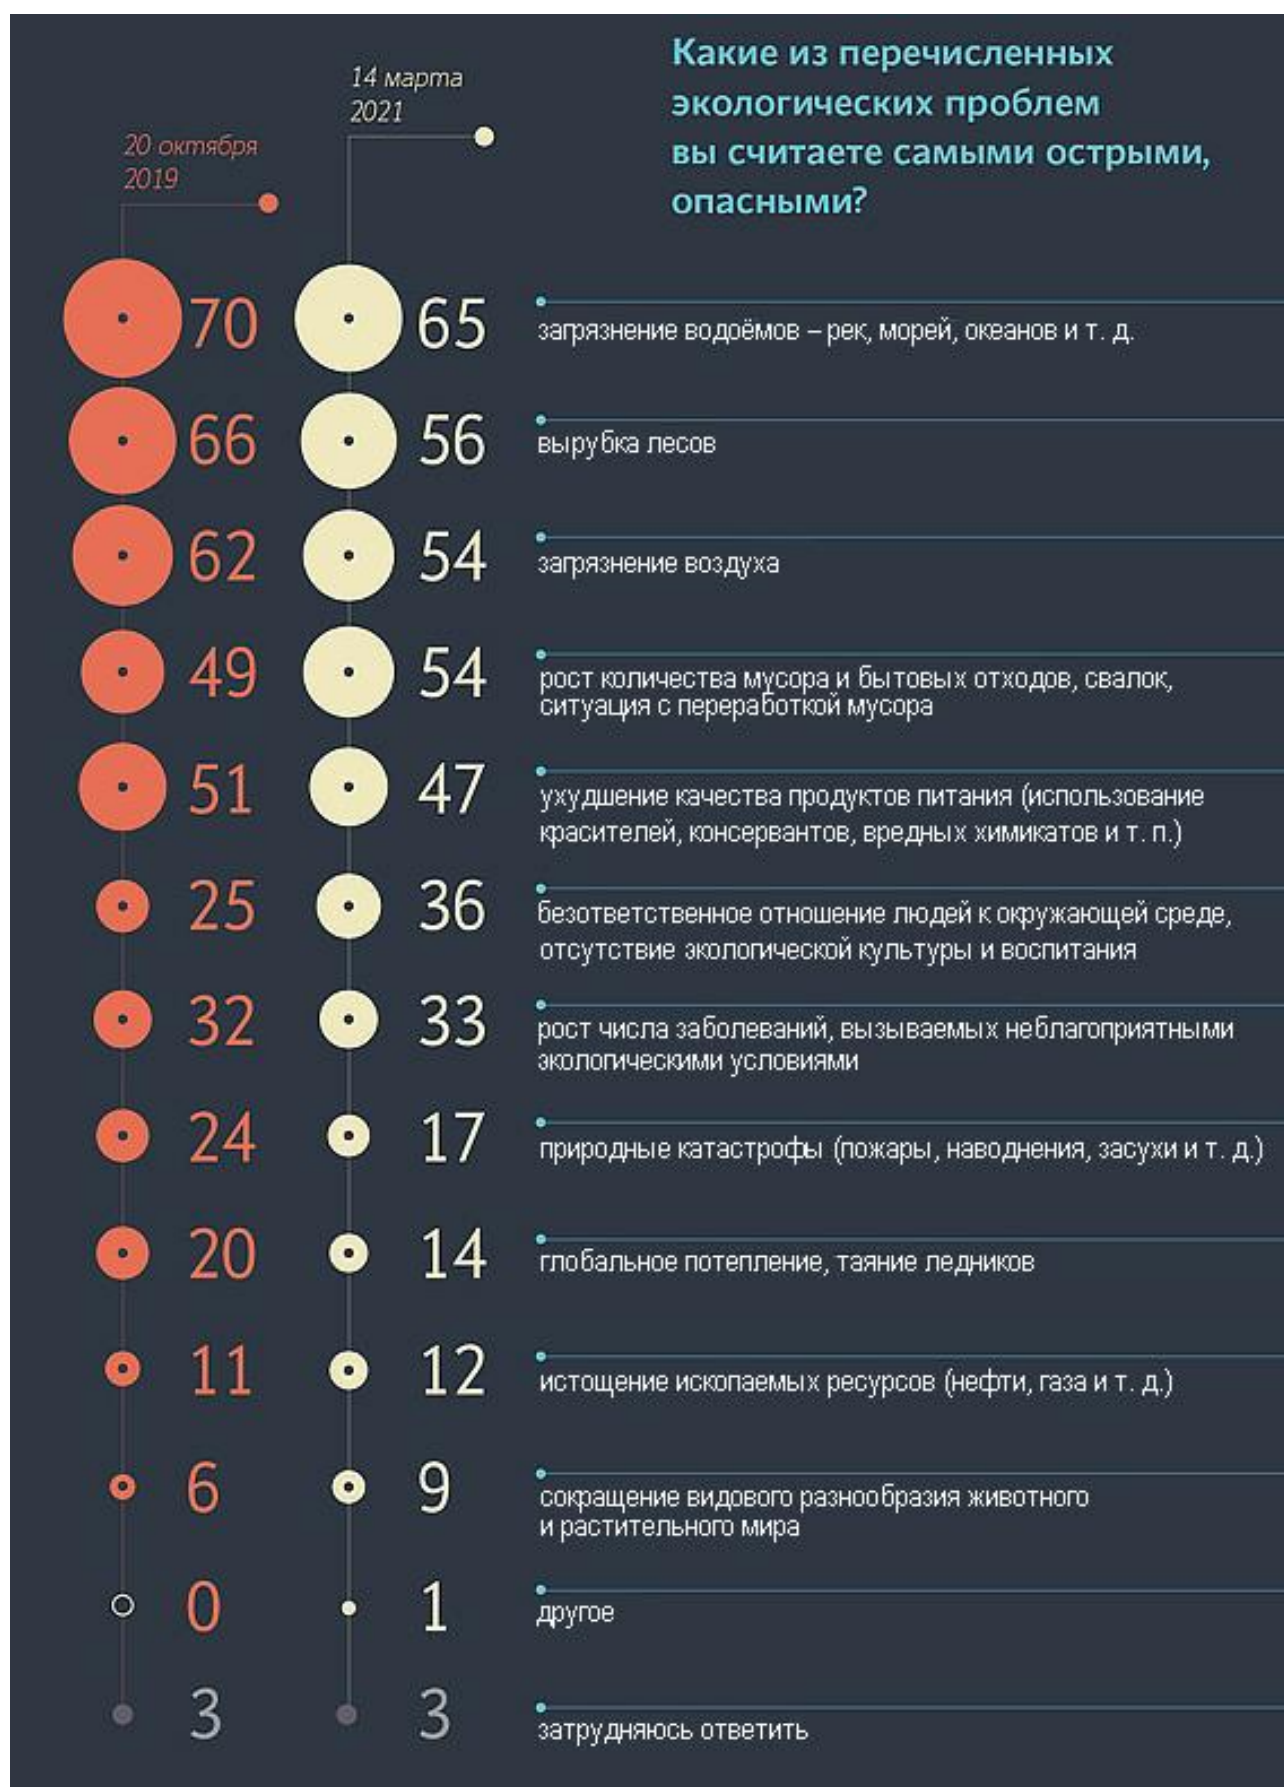 Какие из перечисленных
экологических проблем
вы считаете самыми острыми,
опасными?
20 октября
2019
14 марта
2021
70 65 загрязнение водоёмов – рек, морей, океанов и т. д.
66 56 вырубка лесов
62 54 загрязнение воздуха
49 54 рост количества мусора и бытовых отходов, свалок,
ситуация с переработкой мусора
51 47 ухудшение качества продуктов питания (использование
красителей, консервантов, вредных химикатов и т. п.)
25 36 безответственное отношение людей к окружающей среде,
отсутствие экологической культуры и воспитания
32 33 рост числа заболеваний, вызываемых неблагоприятными
экологическими условиями
24 17 природные катастрофы (пожары, наводнения, засухи и т. д.)
20 14 глобальное потепление, таяние ледников
11 12 истощение ископаемых ресурсов (нефти, газа и т. д.)
6 9 сокращение видового разнообразия животного
и растительного мира
0 1 другое
3 3 затрудняюсь ответить